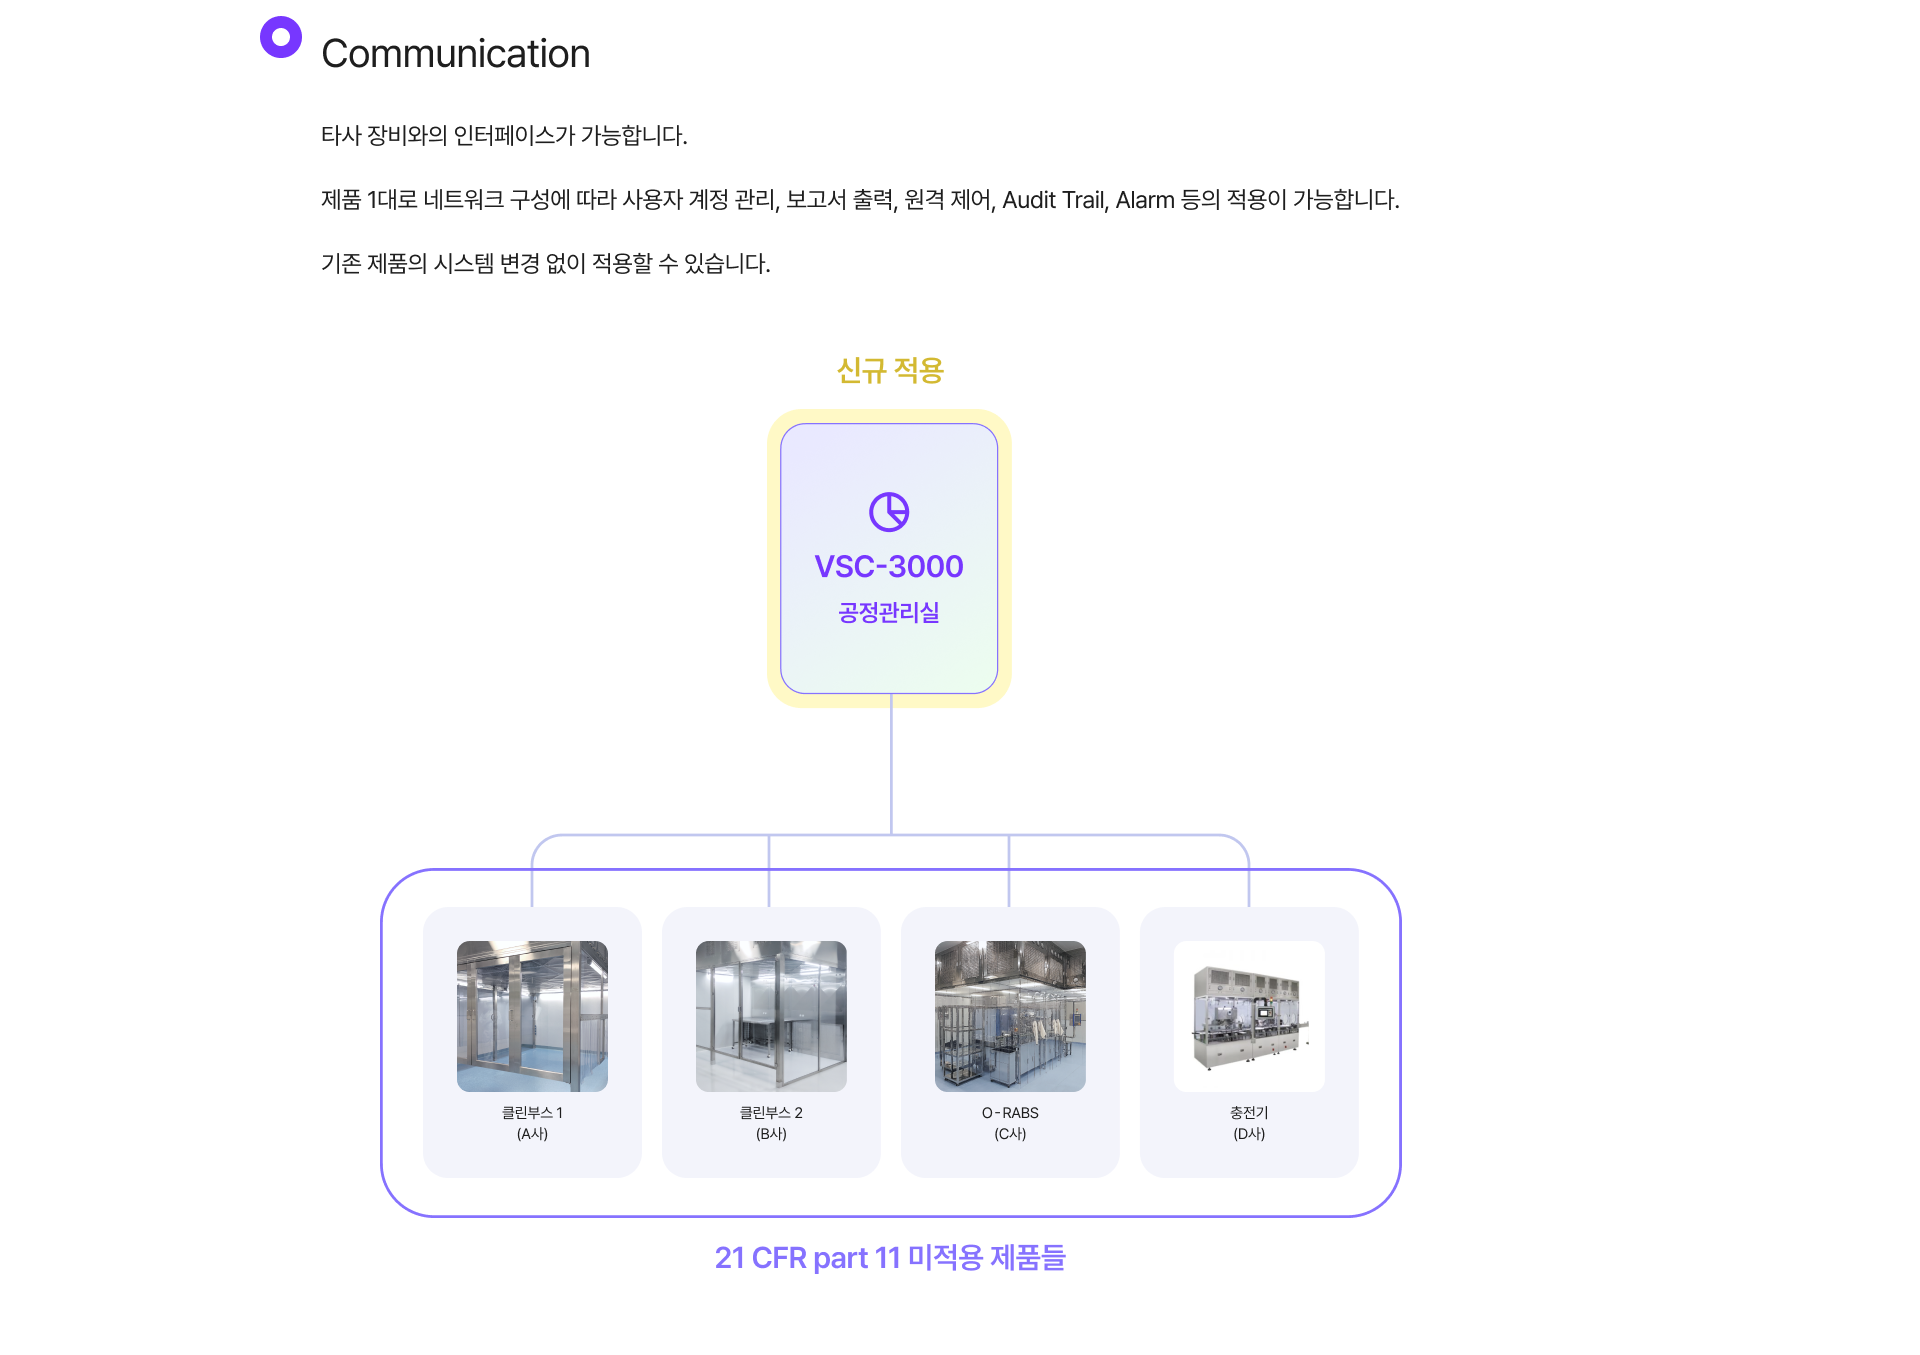 Communication
타사 장비와의 인터페이스가 가능합니다.
제품 1대로 네트워크 구성에 따라 사용자 계정 관리, 보고서 출력, 원격 제어, Audit Trail, Alarm 등의 적용이 가능합니다.
기존 제품의 시스템 변경 없이 적용할 수 있습니다.
신규 적용
VSC-3000
공정관리실
클린부스 1
(A사)
클린부스 2
(B사)
O-RABS
(C사)
충전기
(D사)
21 CFR part 11 미적용 제품들